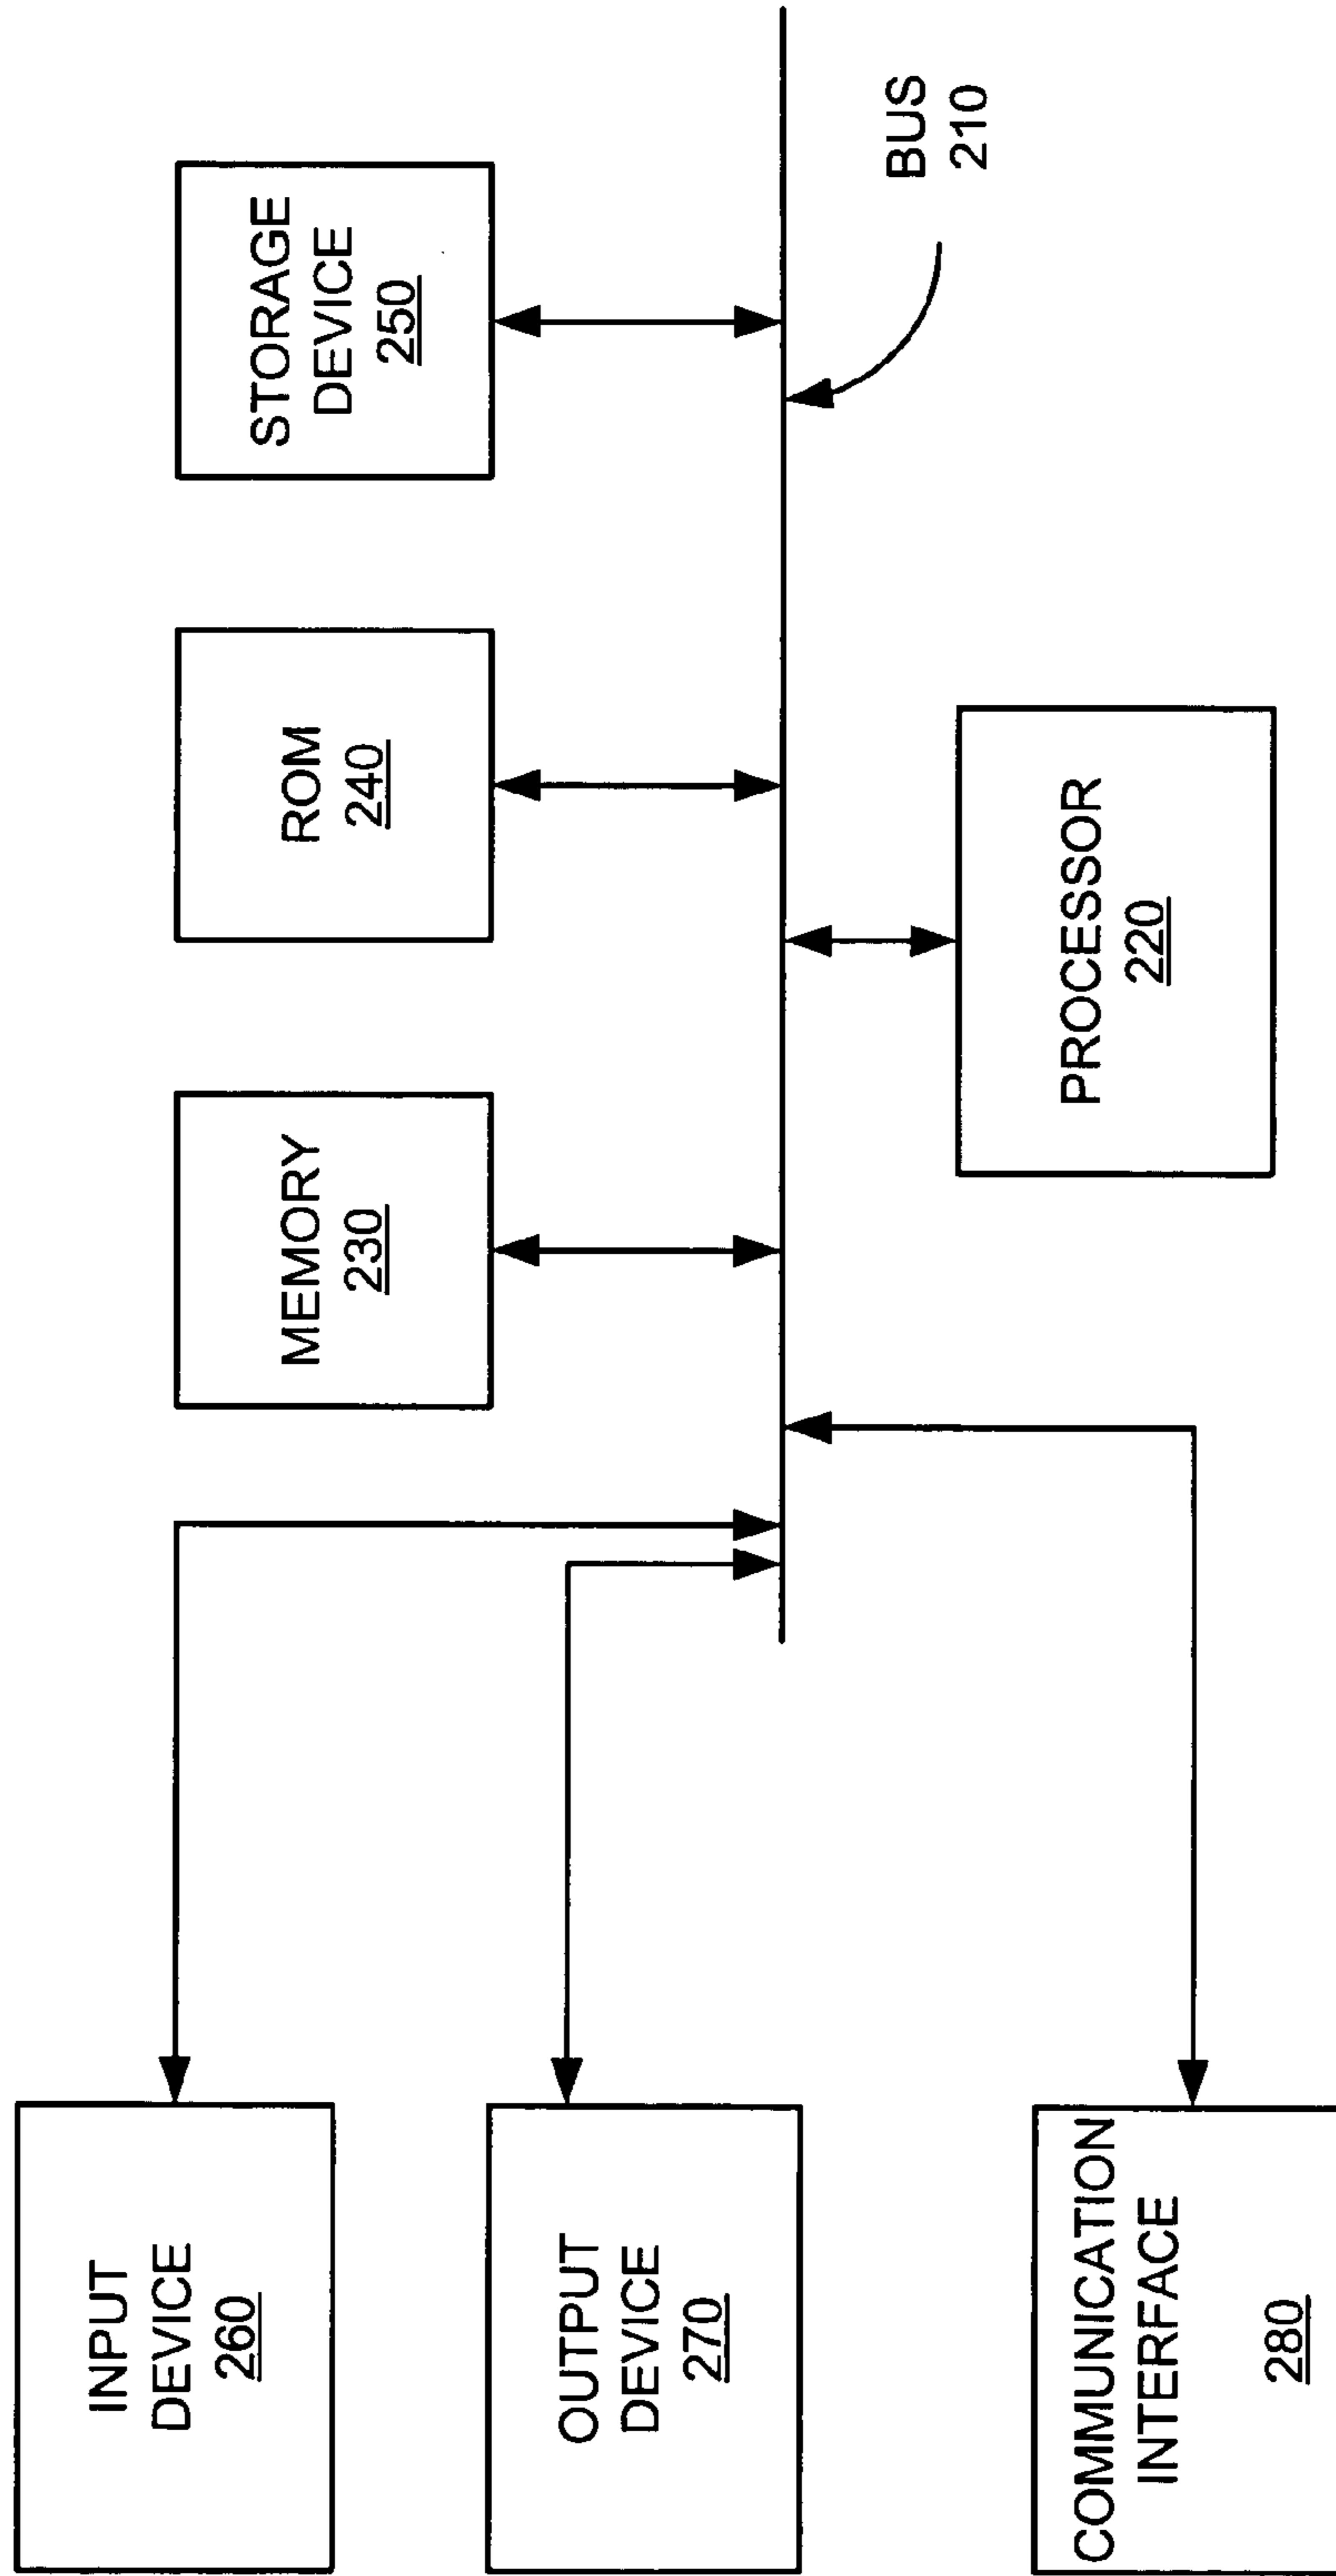 INPUT
DEVICE
260
OUTPUT
DEVICE
270
COMMUNICATION
INTERFACE
280
MEMORY
230
ROM
240
STORAGE
DEVICE
250
PROCESSOR
220
BUS
210